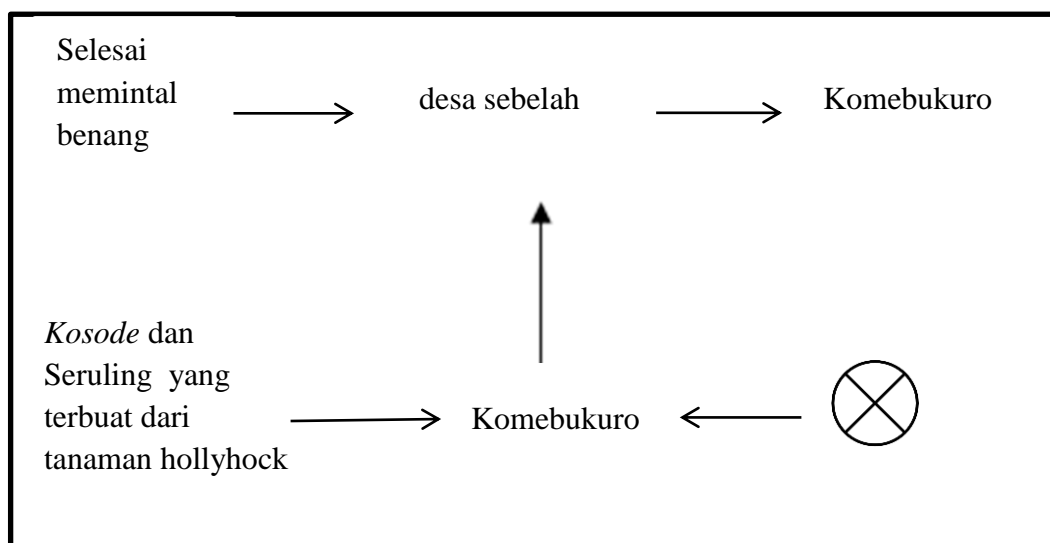 Selesai
memintal
benang
desa sebelah
Komebukuro
Kosode dan
Seruling yang
terbuat dari
tanaman hollyhock
Komebukuro